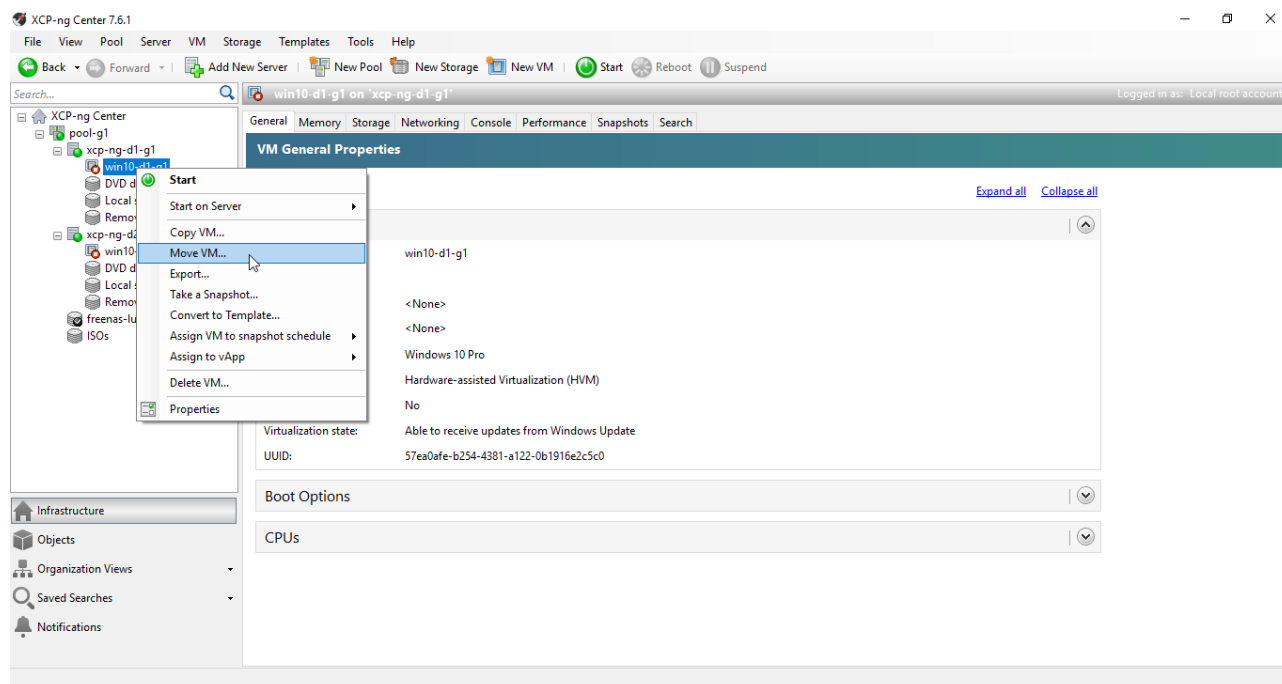 XCP-ng Center 7.6.1
File View Pool Server VM Storage Templates Tools Help
Back Forward Add New Server New Pool New Storage New VM Start Reboot Suspend
Search...
win10-d1-g1 on 'xcp-ng-d1-g1'
Logged in as: Local root account
XCP-ng Center
pool-g1
xcp-ng-d1-g1
win10-d1-g1
DVD d
Local s
Remov
xcp-ng-d2
win10-
DVD d
Local s
Remov
freenas-lu
ISOs
General Memory Storage Networking Console Performance Snapshots Search
VM General Properties
Expand all Collapse all
Start
Start on Server
Copy VM...
Move VM...
Export...
Take a Snapshot...
Convert to Template...
Assign VM to snapshot schedule
Assign to vApp
Delete VM...
Properties
win10-d1-g1
<None>
<None>
Windows 10 Pro
Hardware-assisted Virtualization (HVM)
No
Virtualization state: Able to receive updates from Windows Update
UUID: 57ea0afe-b254-4381-a122-0b1916e2c5c0
Boot Options
CPUs
Infrastructure
Objects
Organization Views
Saved Searches
Notifications